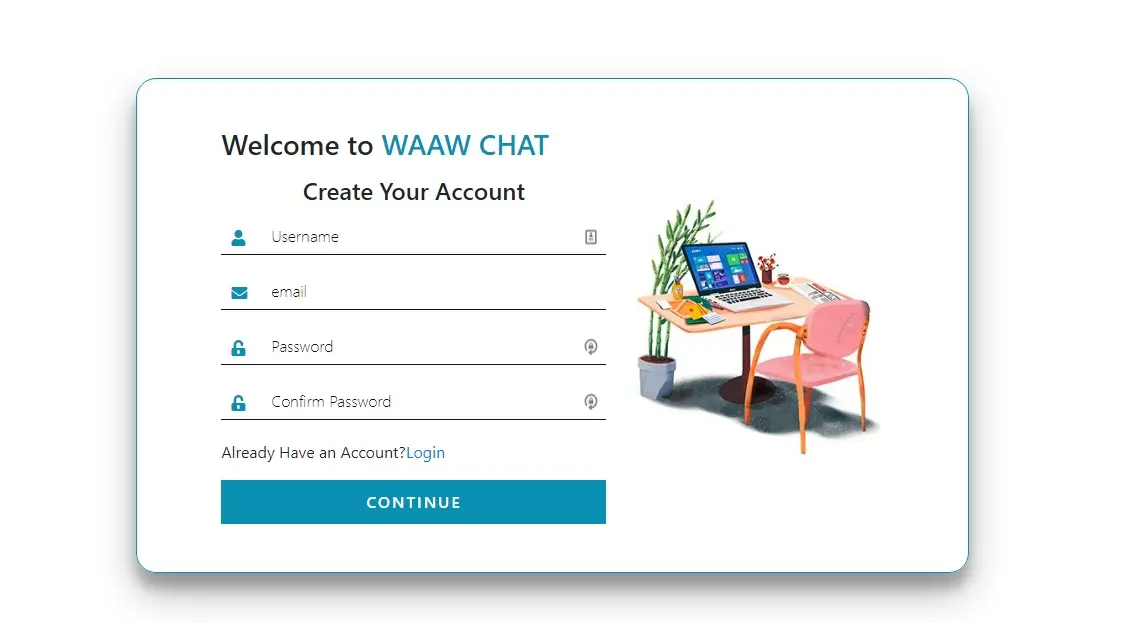 Welcome to WAAW CHAT
Create Your Account
Username
email
Password
Confirm Password
Already Have an Account?Login
CONTINUE